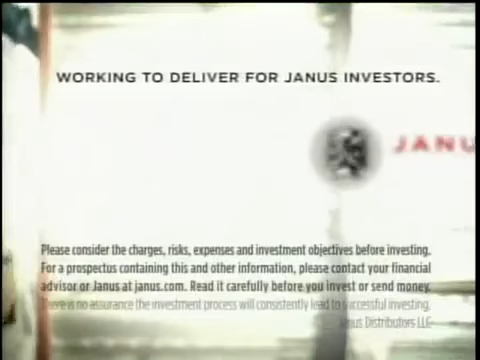 WORKING TO DELIVER FOR JANUS INVESTORS.
JANU
Please consider the charges, risks, expenses and investment objectives before investing.
For a prospectus containing this and other information, please contact your financial
advisor or Janus at janus.com. Read it carefully before you invest or send money.
There is no assurance the investment process will consistently lead to successful investing.
Janus Distributors LLC